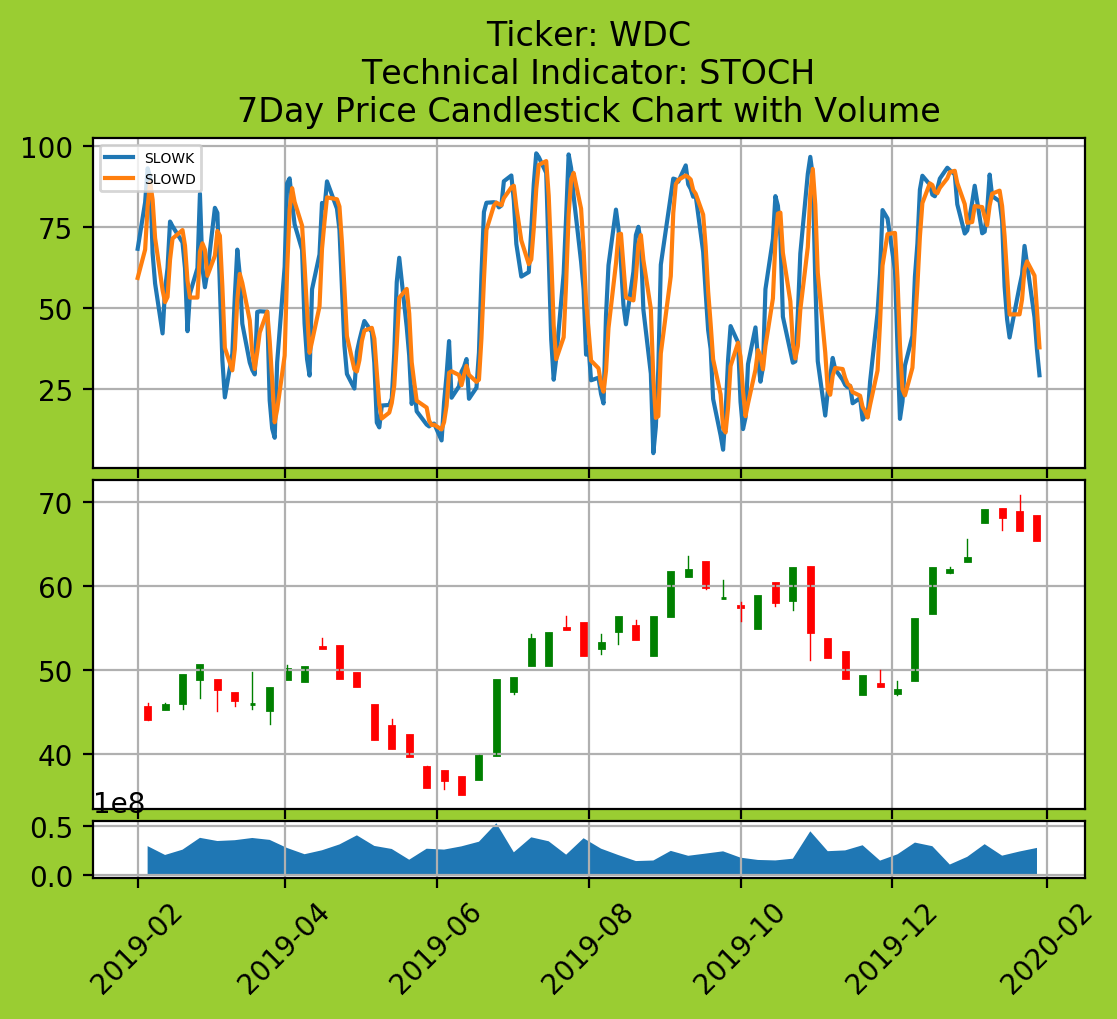 Ticker: WDC
Technical Indicator: STOCH
7Day Price Candlestick Chart with Volume
100
75
50
25
SLOWK
SLOWD
70
60
50
40
1e8
0.5
0.0
2019-02
2019-04
2019-06
2019-08
2019-10
2019-12
2020-02